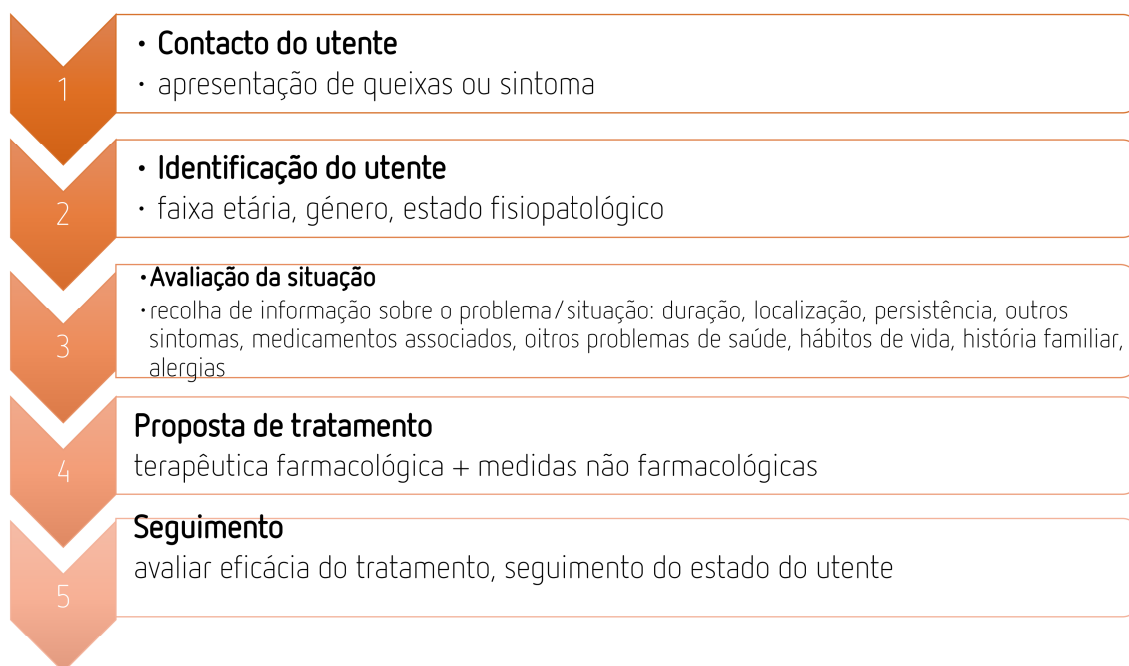 1
· Contacto do utente
· apresentação de queixas ou sintoma
2
· Identificação do utente
· faixa etária, género, estado fisiopatológico
3
· Avaliação da situação
· recolha de informação sobre o problema/situação: duração, localização, persistência, outros
sintomas, medicamentos associados, oitros problemas de saúde, hábitos de vida, história familiar,
alergias
4
Proposta de tratamento
terapêutica farmacológica + medidas não farmacológicas
5
Seguimento
avaliar eficácia do tratamento, seguimento do estado do utente